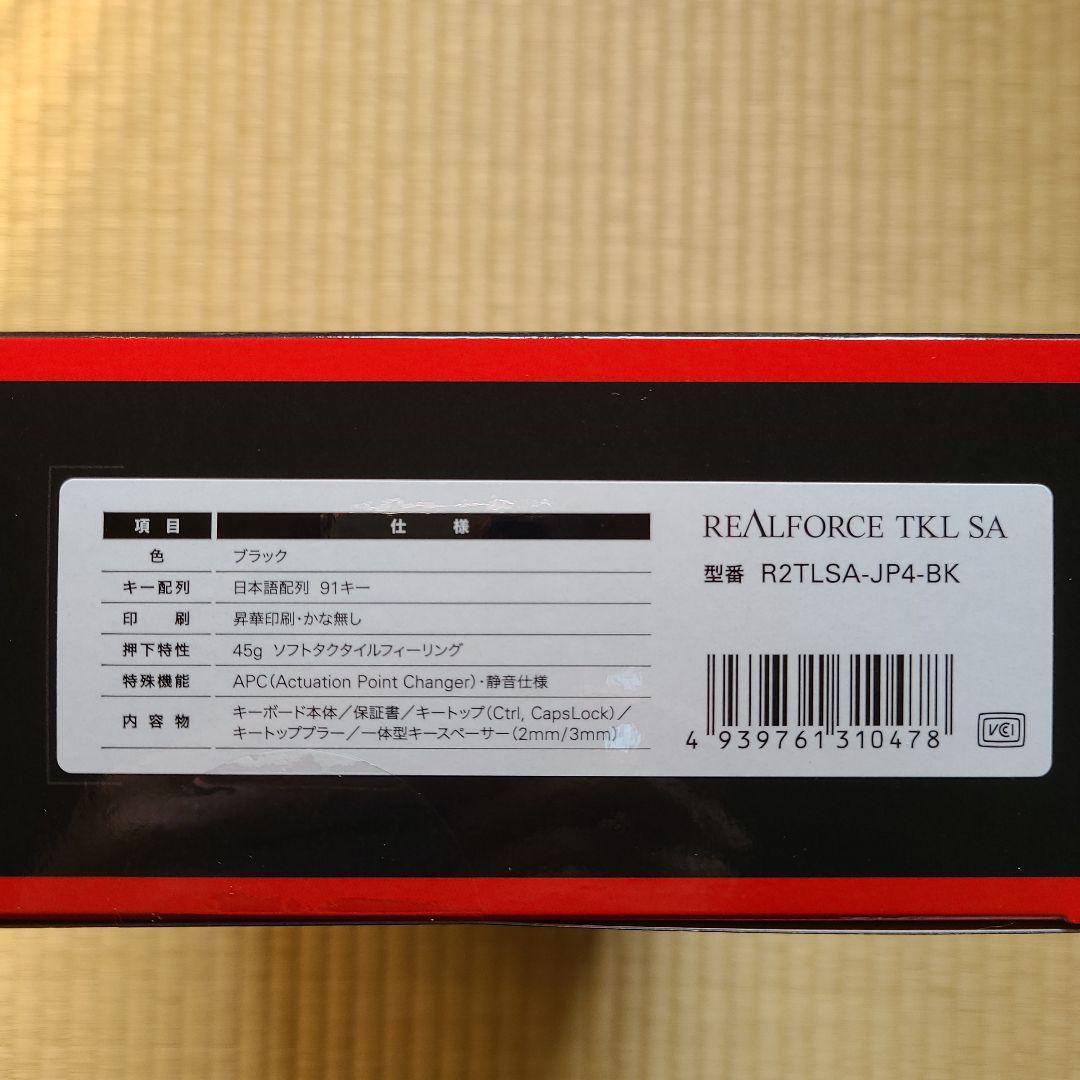 項目 仕様
色 ブラック
キー配列 日本語配列 91キー
印刷 昇華印刷・かな無し
押下特性 45g ソフトタクタイルフィーリング
特殊機能 APC(Actuation Point Changer)・静音仕様
内容物 キーボード本体／保証書／キートップ(Ctrl, CapsLock)／
キートッププラー／一体型キースペーサー(2mm/3mm)
REALFORCE TKL SA
型番 R2TLSA-JP4-BK
4 939761 310478
VCCI